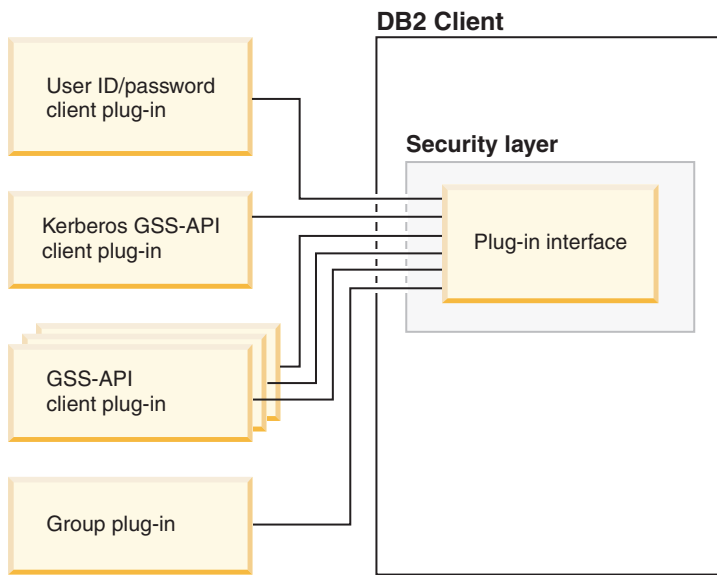 DB2 Client
User ID/password
client plug-in
Security layer
Kerberos GSS-API
client plug-in
Plug-in interface
GSS-API
client plug-in
Group plug-in